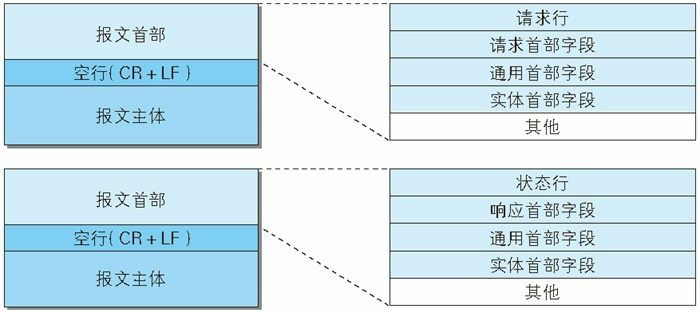 报文首部
空行( CR + LF )
报文主体
请求行
请求首部字段
通用首部字段
实体首部字段
其他
报文首部
空行( CR + LF )
报文主体
状态行
响应首部字段
通用首部字段
实体首部字段
其他